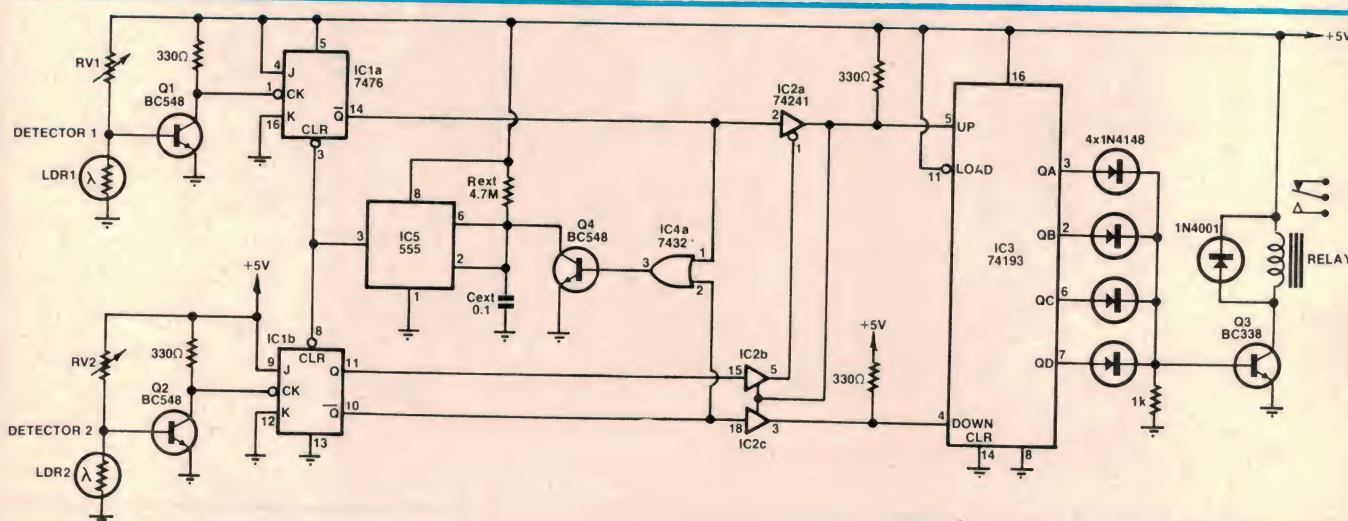 +5V
330Ω
RV1
Q1
BC548
DETECTOR 1
LDR1
λ
4
J
5
IC1a
7476
1
CK
16
K
Q
14
CLR
3
8
IC5
555
3
6
2
1
Rext
4.7M
Cext
0.1
Q4
BC548
IC4a
7432
3
1
2
IC2a
74241
2
1
330Ω
5
UP
16
11
LOAD
IC3
74193
QA
3
QB
2
QC
6
QD
7
4x1N4148
1N4001
RELAY
Q3
BC338
1k
+5V
330Ω
RV2
Q2
BC548
DETECTOR 2
LDR2
λ
IC1b
8
CLR
9
J
Q
11
CK
K
12
Q
10
13
IC2b
15
5
18
3
IC2c
+5V
330Ω
4
DOWN
CLR
14
8